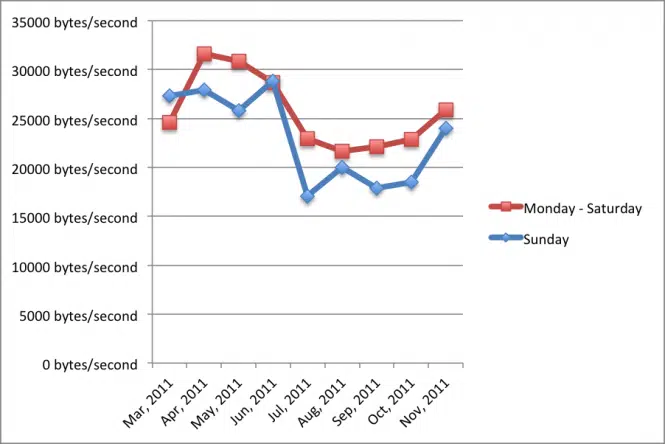 35000 bytes/second
30000 bytes/second
25000 bytes/second
20000 bytes/second
15000 bytes/second
10000 bytes/second
5000 bytes/second
0 bytes/second
Mar, 2011
Apr, 2011
May, 2011
Jun, 2011
Jul, 2011
Aug, 2011
Sep, 2011
Oct, 2011
Nov, 2011
Monday - Saturday
Sunday